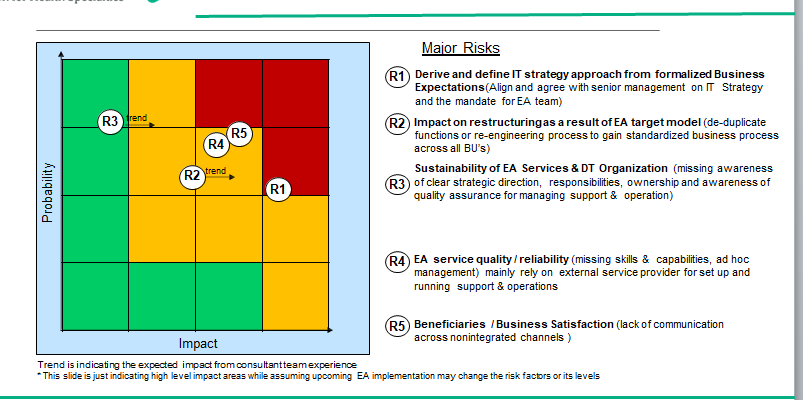 Major Risks
R1 Derive and define IT strategy approach from formalized Business
Expectations(Align and agree with senior management on IT Strategy
and the mandate for EA team)
R2 Impact on restructuring as a result of EA target model (de-duplicate
functions or re-engineering process to gain standardized business process
across all BU's)
Sustainability of EA Services & DT Organization (missing awareness
R3 of clear strategic direction, responsibilities, ownership and awareness of
quality assurance for managing support & operation)
R4 EA service quality / reliability (missing skills & capabilities, ad hoc
management) mainly rely on external service provider for set up and
running support & operations
R5 Beneficiaries / Business Satisfaction (lack of communication
across nonintegrated channels )
Probability
R3 trend
R5
R4
R2 trend
R1
Impact
Trend is indicating the expected impact from consultant team experience
* This slide is just indicating high level impact areas while assuming upcoming EA implementation may change the risk factors or its levels